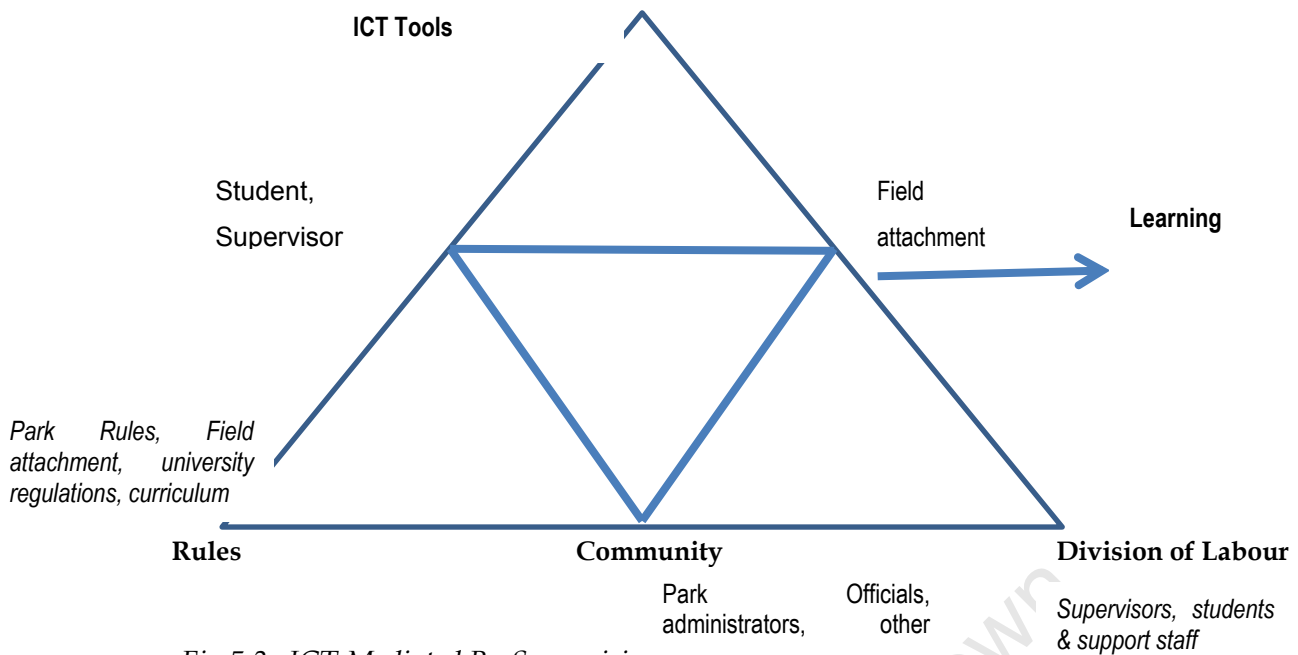 ICT Tools
Student,
Supervisor
Field
attachment
Learning
Park Rules, Field
attachment, university
regulations, curriculum
Rules
Community
Division of Labour
Park Officials,
administrators, other
Supervisors, students
& support staff